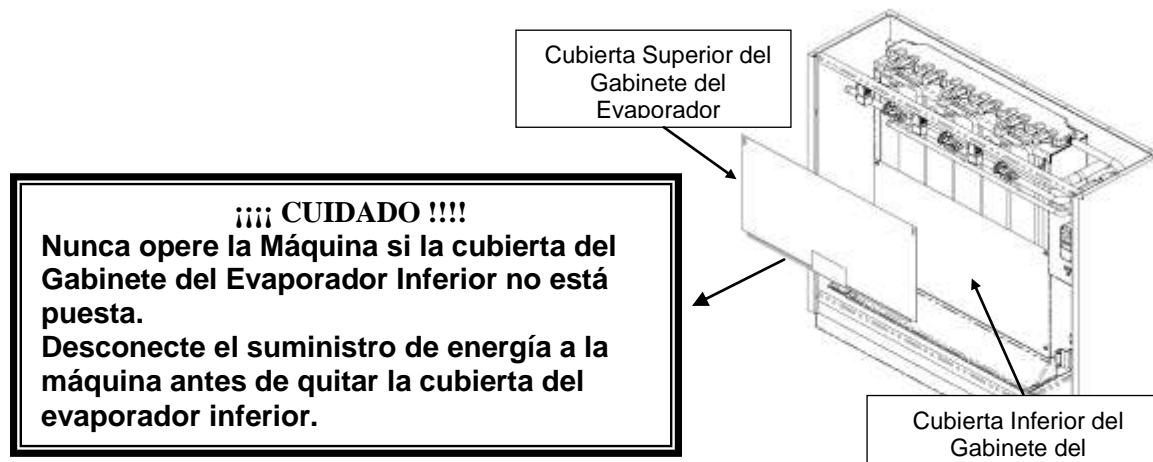 Cubierta Superior del
Gabinete del
Evaporador
¡¡¡¡ CUIDADO !!!!
Nunca opere la Máquina si la cubierta del
Gabinete del Evaporador Inferior no está
puesta.
Desconecte el suministro de energía a la
máquina antes de quitar la cubierta del
evaporador inferior.
Cubierta Inferior del
Gabinete del